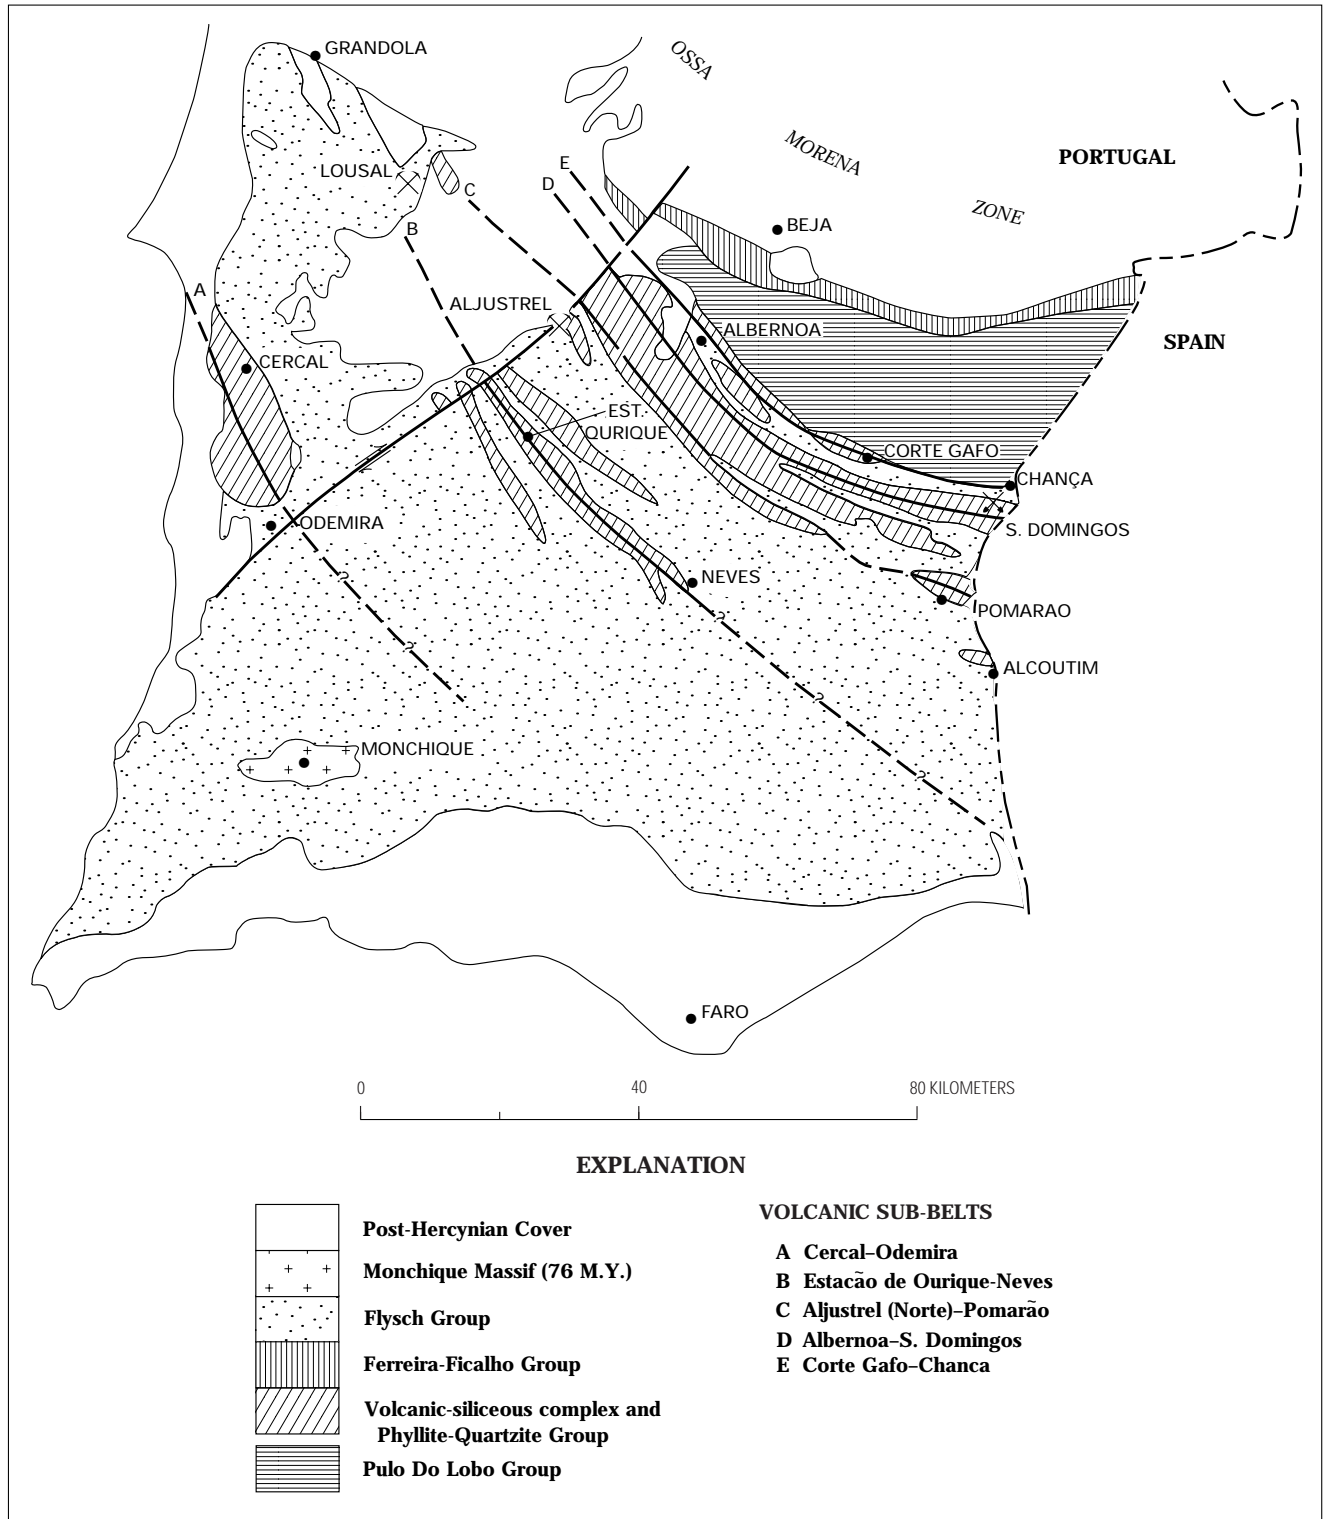 GRANDOLA
OSSA
MORENA
ZONE
PORTUGAL
E
D
LOUSAL
C
B
BEJA
A
ALJUSTREL
ALBERNOA
SPAIN
CERCAL
EST.
OURIQUE
CORTE GAFO
CHANÇA
ODEMIRA
S. DOMINGOS
?
NEVES
POMARAO
?
?
ALCOUTIM
?
MONCHIQUE
?
FARO
0 40 80 KILOMETERS
EXPLANATION
Post-Hercynian Cover
Monchique Massif (76 M.Y.)
Flysch Group
Ferreira-Ficalho Group
Volcanic-siliceous complex and
Phyllite-Quartzite Group
Pulo Do Lobo Group
VOLCANIC SUB-BELTS
A Cercal–Odemira
B Estacão de Ourique-Neves
C Aljustrel (Norte)–Pomarão
D Albernoa–S. Domingos
E Corte Gafo–Chanca